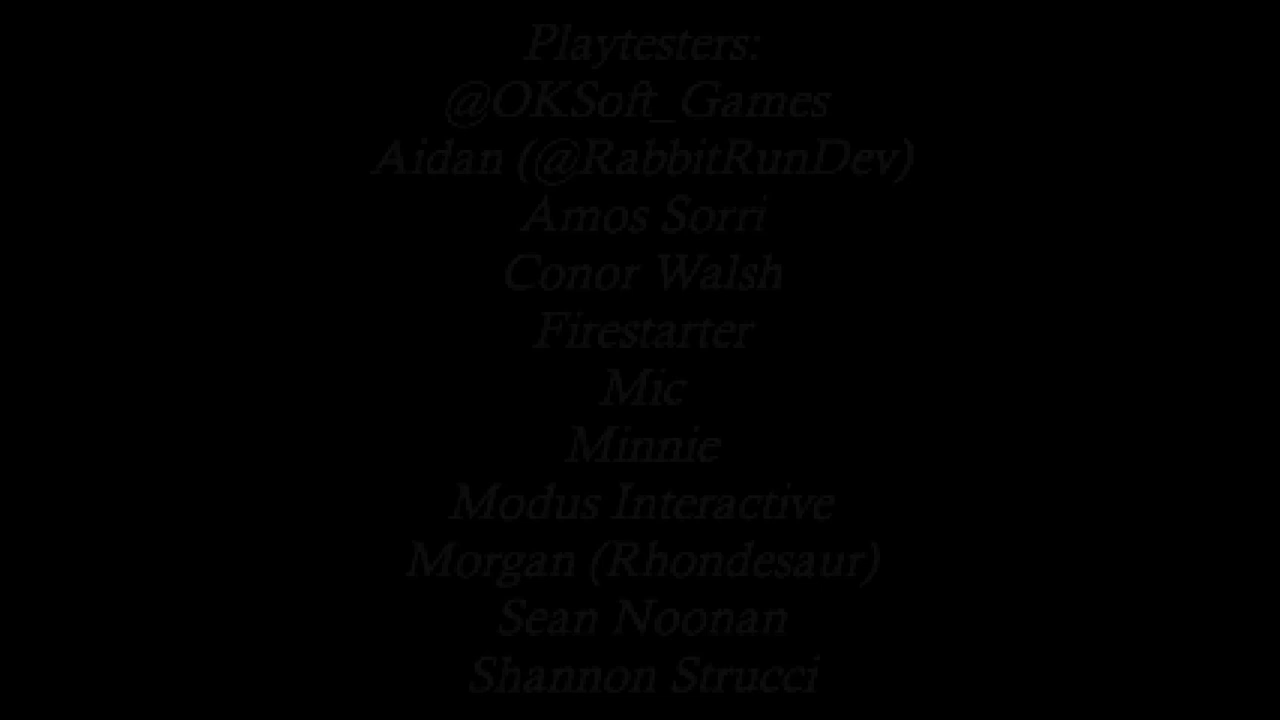 Playtesters:
@OKSoft_Games
Aidan (@RabbitRunDev)
Amos Sorri
Conor Walsh
Firestarter
Mic
Minnie
Modus Interactive
Morgan (Rhondesaur)
Sean Noonan
Shannon Strucci